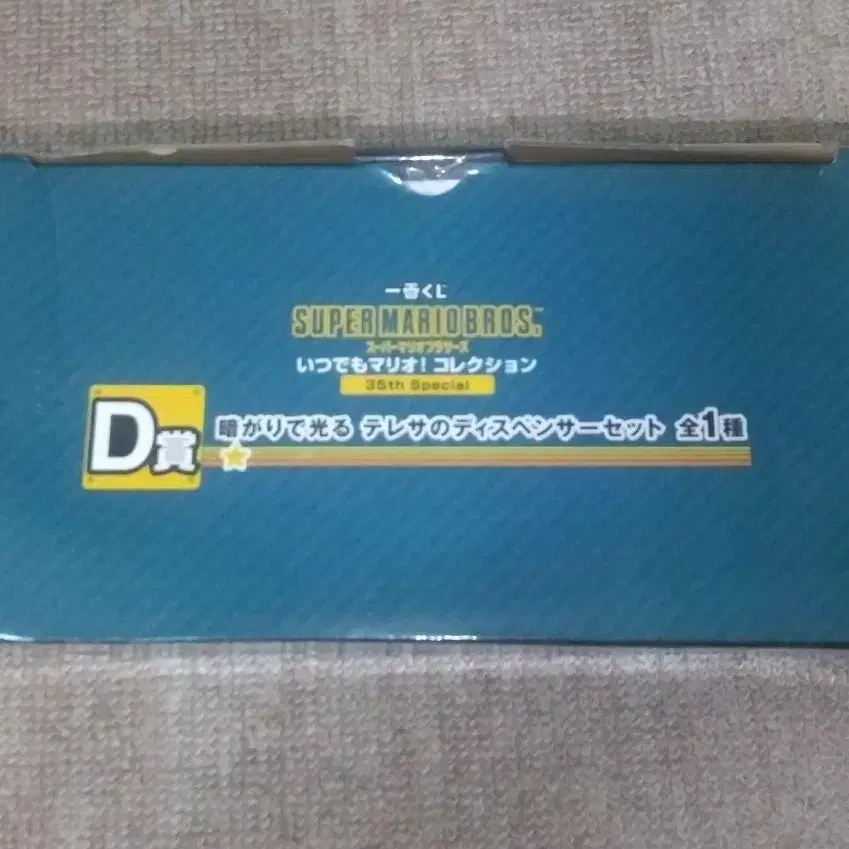 一番くじ
SUPER MARIO BROS.™
スーパーマリオブラザーズ
いつでもマリオ! コレクション
35th Special
D賞
暗がりで光る テレサのディスペンサーセット 全1種